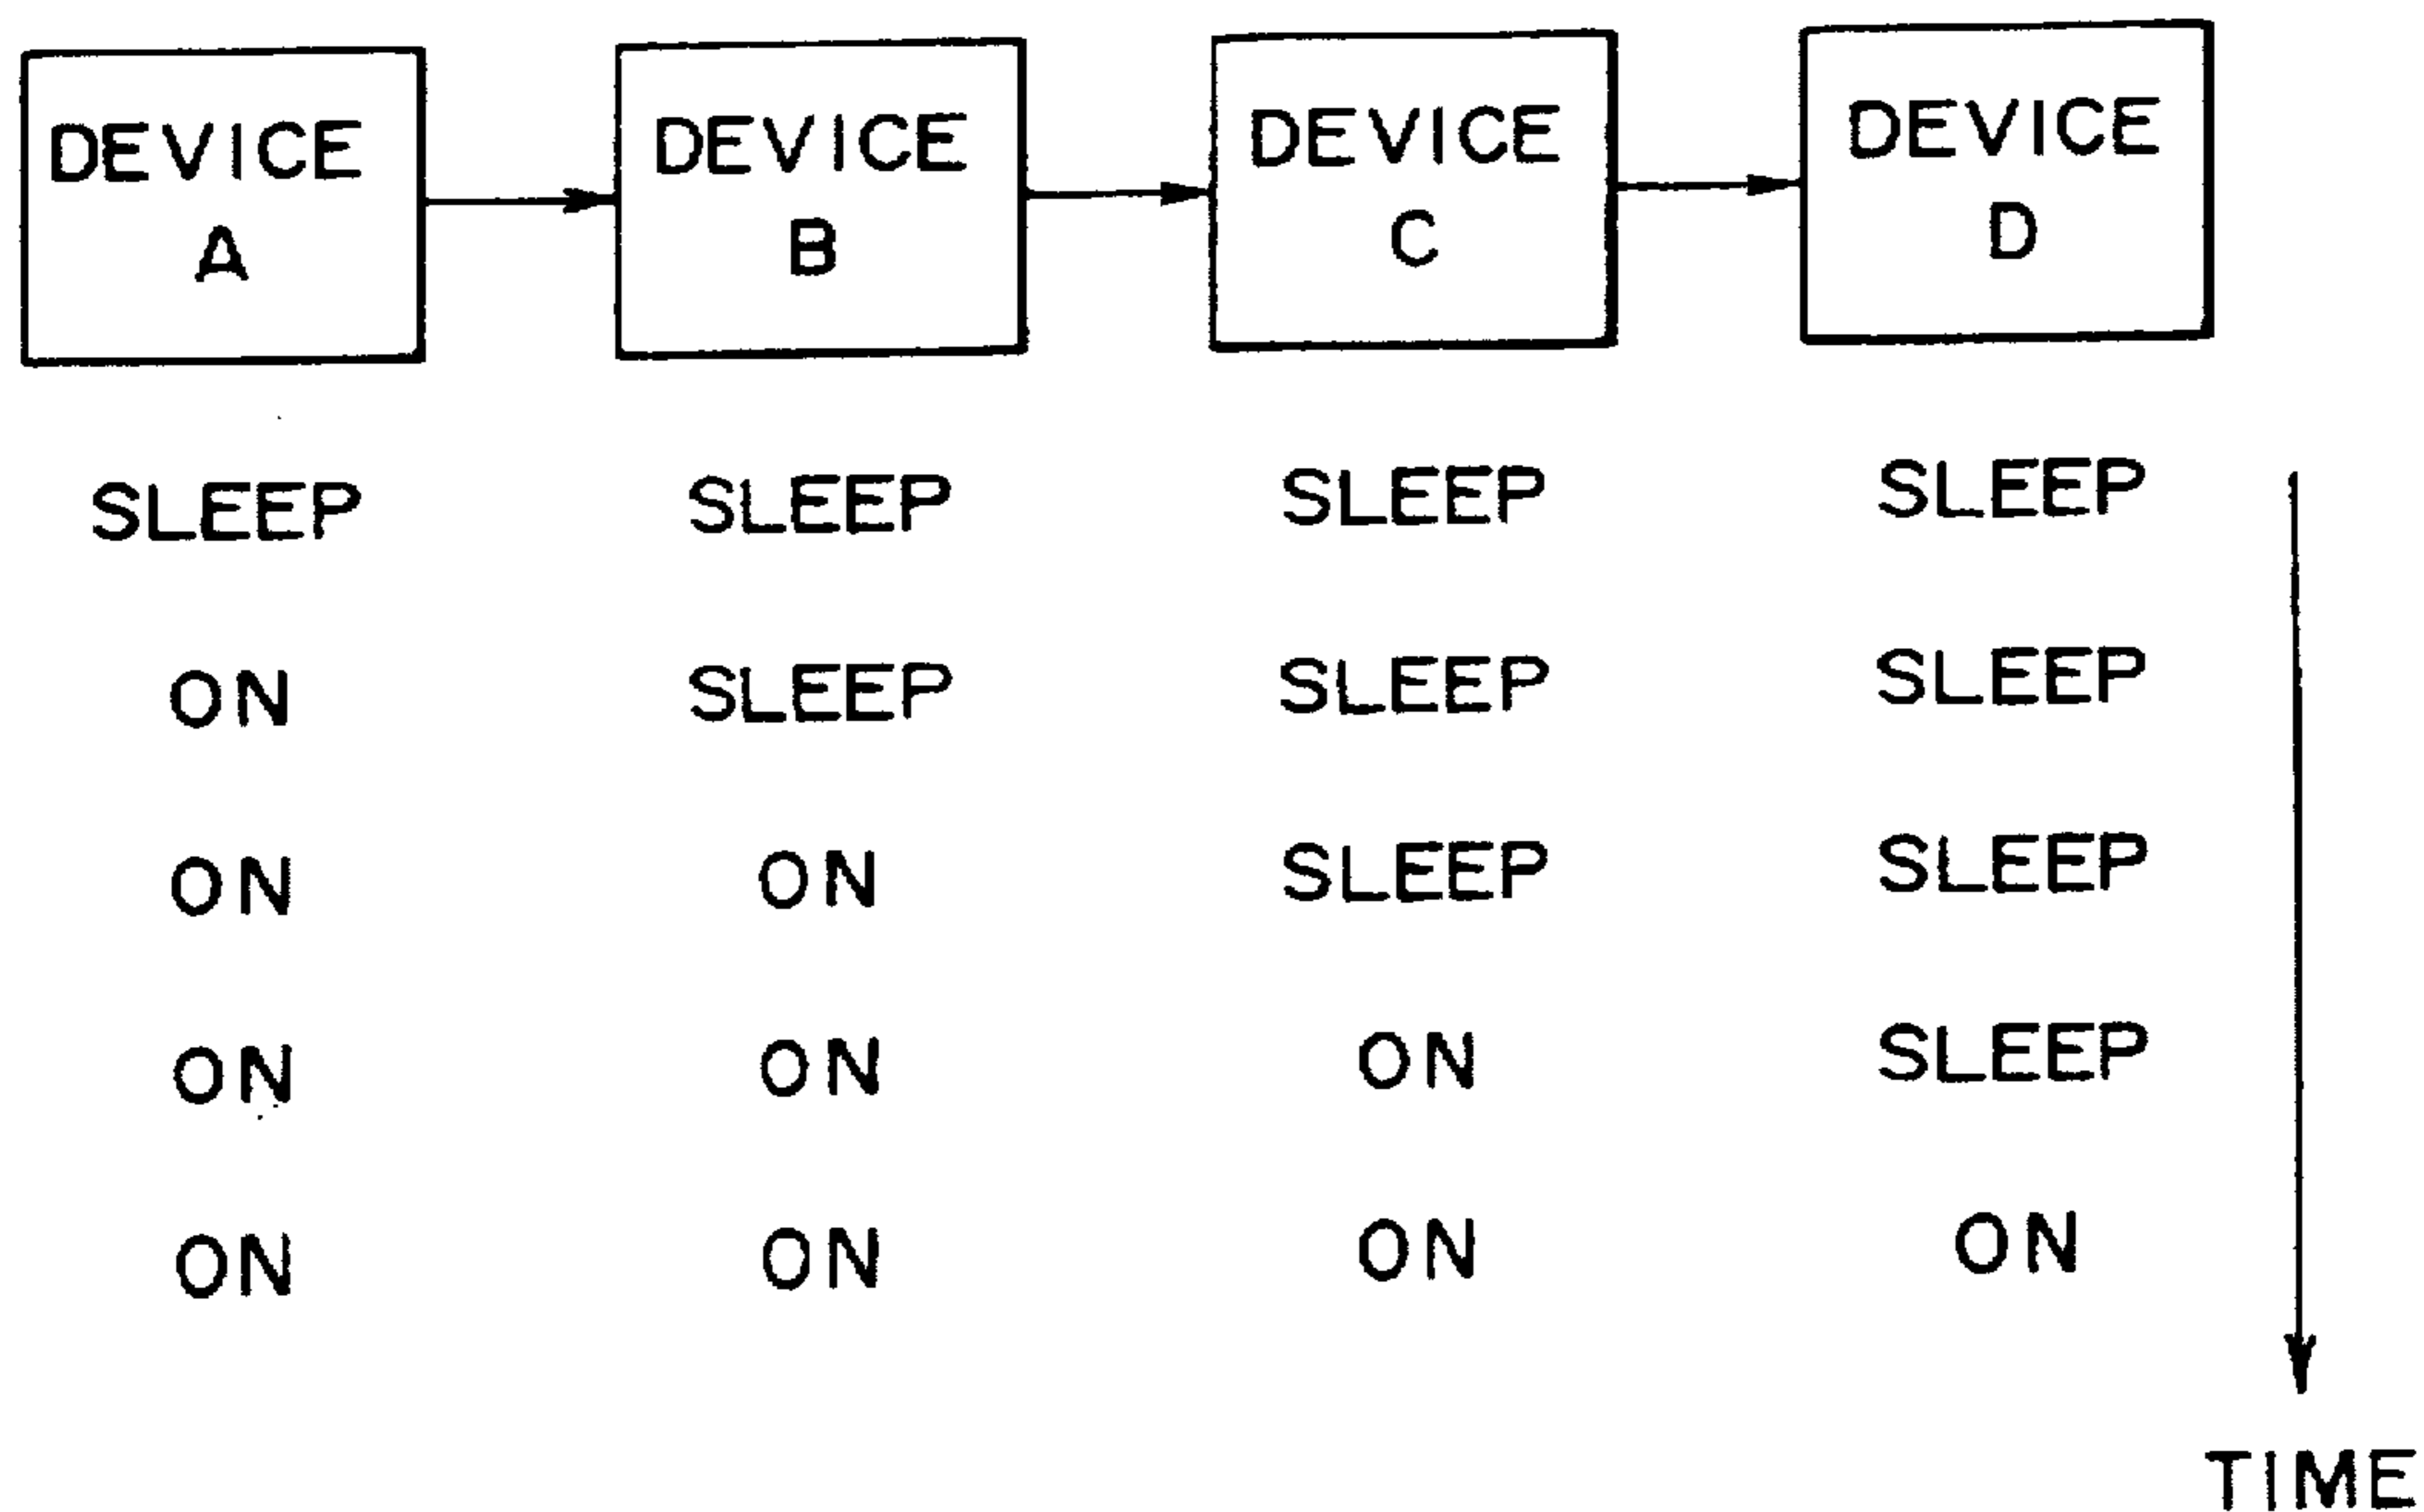 DEVICE A
DEVICE B
DEVICE C
DEVICE D
SLEEP SLEEP SLEEP SLEEP
ON SLEEP SLEEP SLEEP
ON ON SLEEP SLEEP
ON ON ON SLEEP
ON ON ON ON
TIME